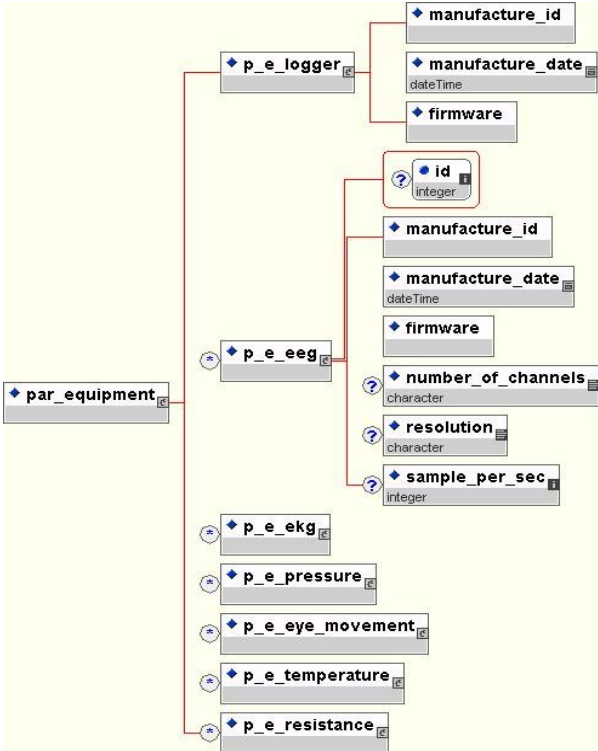 manufacture_id
p_e_logger
manufacture_date
dateTime
firmware
? id
integer
manufacture_id
manufacture_date
dateTime
firmware
* p_e_eeg
par_equipment
? number_of_channels
character
? resolution
character
? sample_per_sec
integer
* p_e_ekg
* p_e_pressure
* p_e_eye_movement
* p_e_temperature
* p_e_resistance